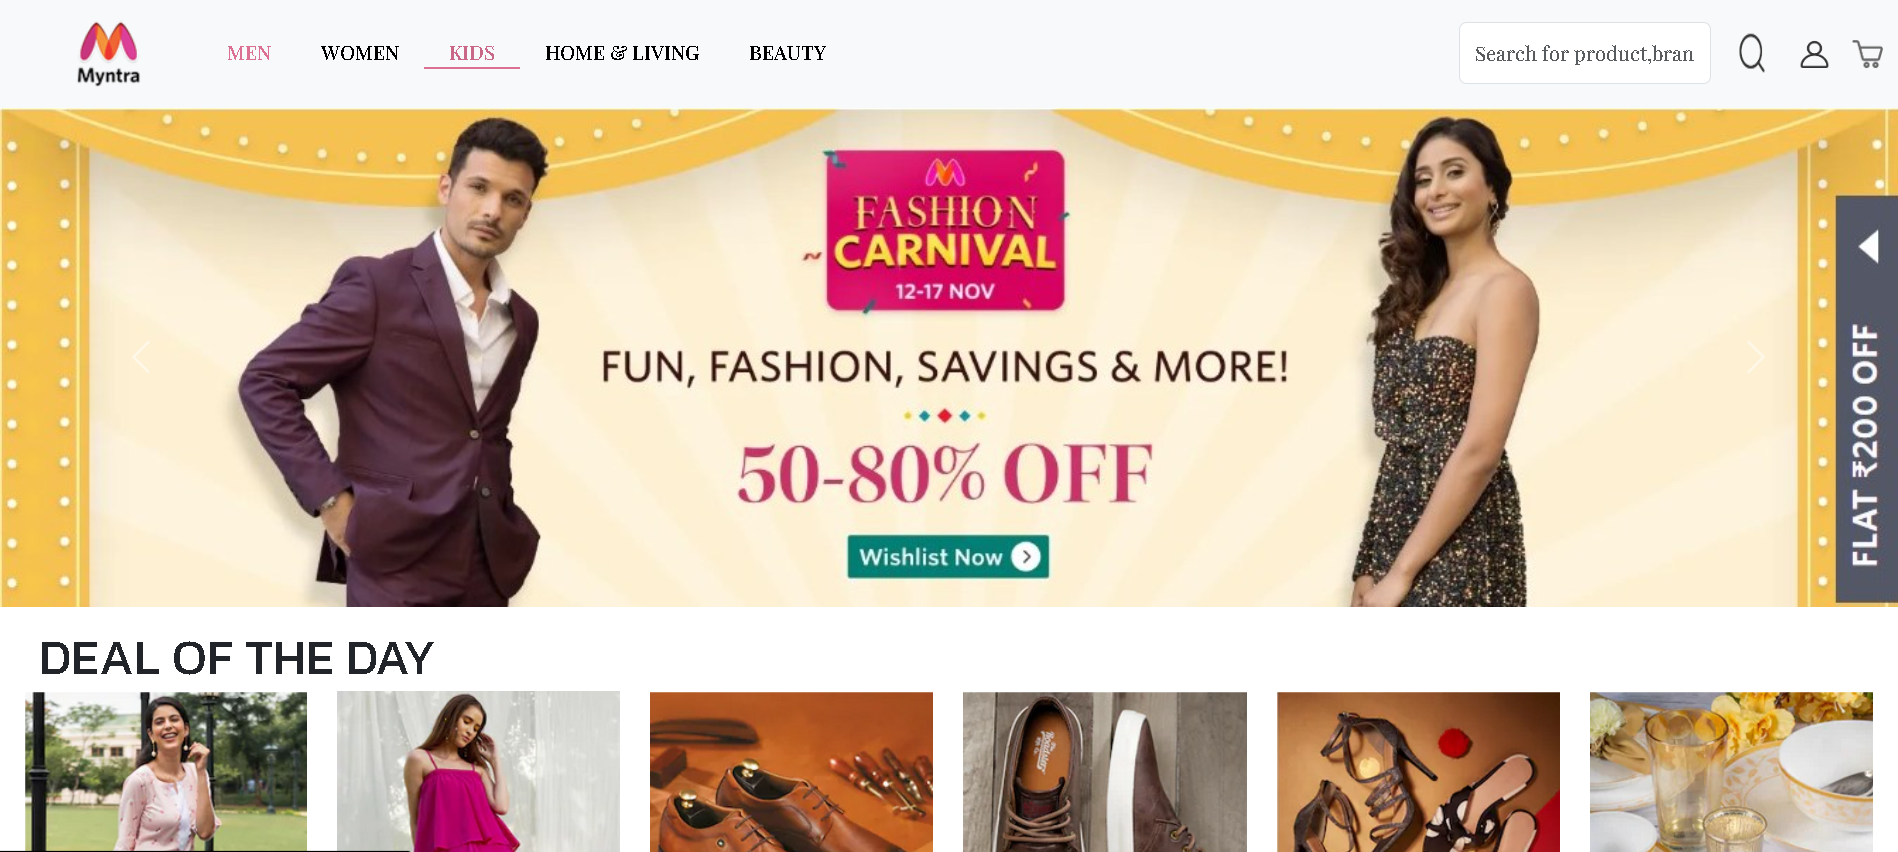 Myntra
MEN
WOMEN
KIDS
HOME & LIVING
BEAUTY
Search for product,bran
FASHION
CARNIVAL
12-17 NOV
FUN, FASHION, SAVINGS & MORE!
50-80% OFF
Wishlist Now
FLAT ₹200 OFF
DEAL OF THE DAY